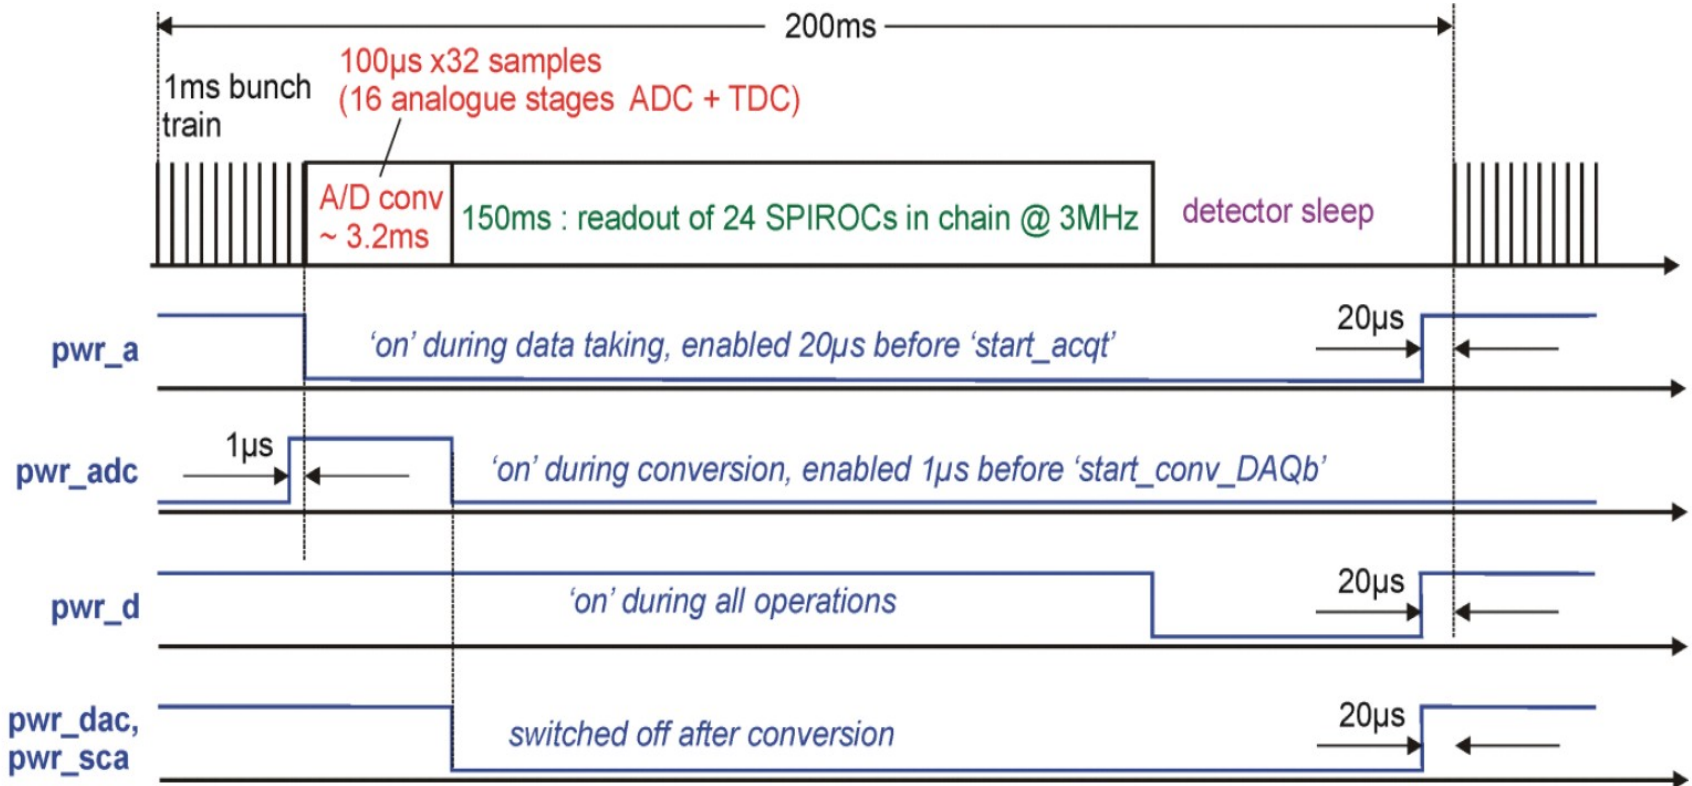 200ms
100µs x32 samples
(16 analogue stages ADC + TDC)
1ms bunch
train
A/D conv
~ 3.2ms
150ms : readout of 24 SPIROCs in chain @ 3MHz
detector sleep
pwr_a
‘on’ during data taking, enabled 20µs before ‘start_acqt’
20µs
pwr_adc
1µs
‘on’ during conversion, enabled 1µs before ‘start_conv_DAQb’
pwr_d
‘on’ during all operations
20µs
pwr_dac,
pwr_sca
switched off after conversion
20µs